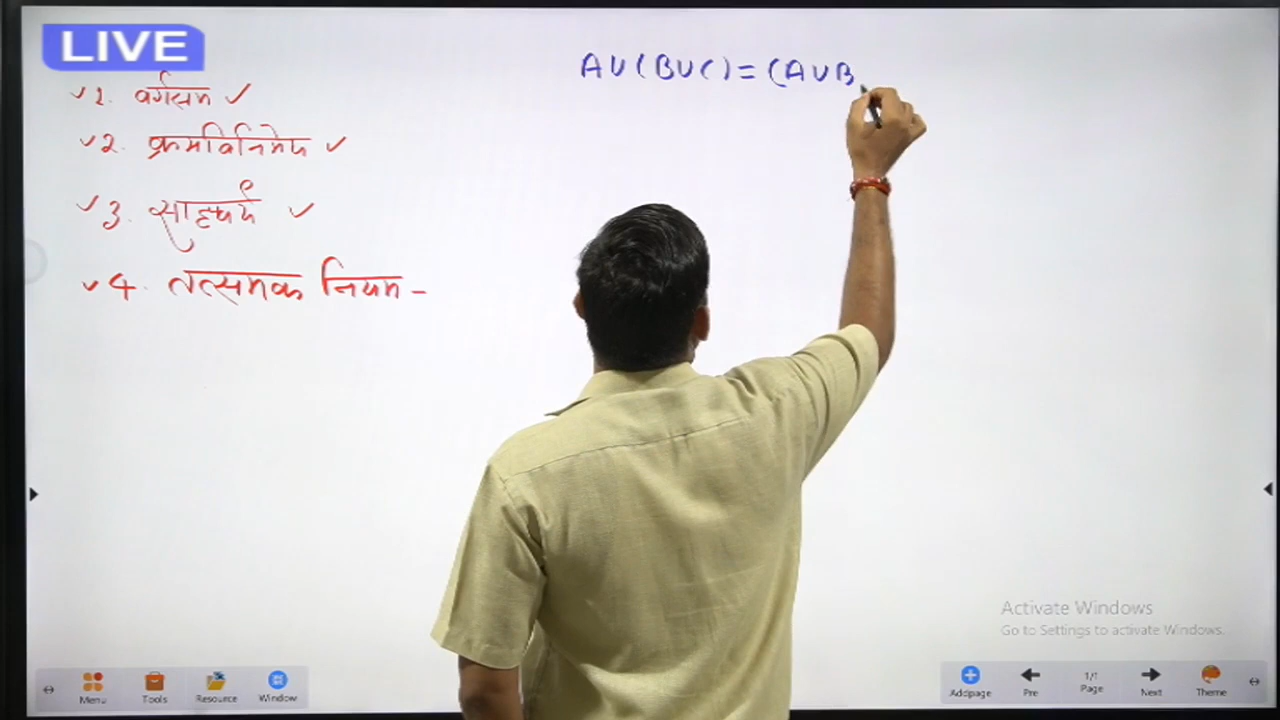 LIVE
A∪(B∪C)=(A∪B
✓1. वर्गसम ✓
✓2. क्रमविनिमेय ✓
✓3. साहचर्य ✓
✓4. तत्समक नियम -
Activate Windows
Go to Settings to activate Windows.
Menu Tools Resource Window
Addpage Pre 1/1 Page Next Theme